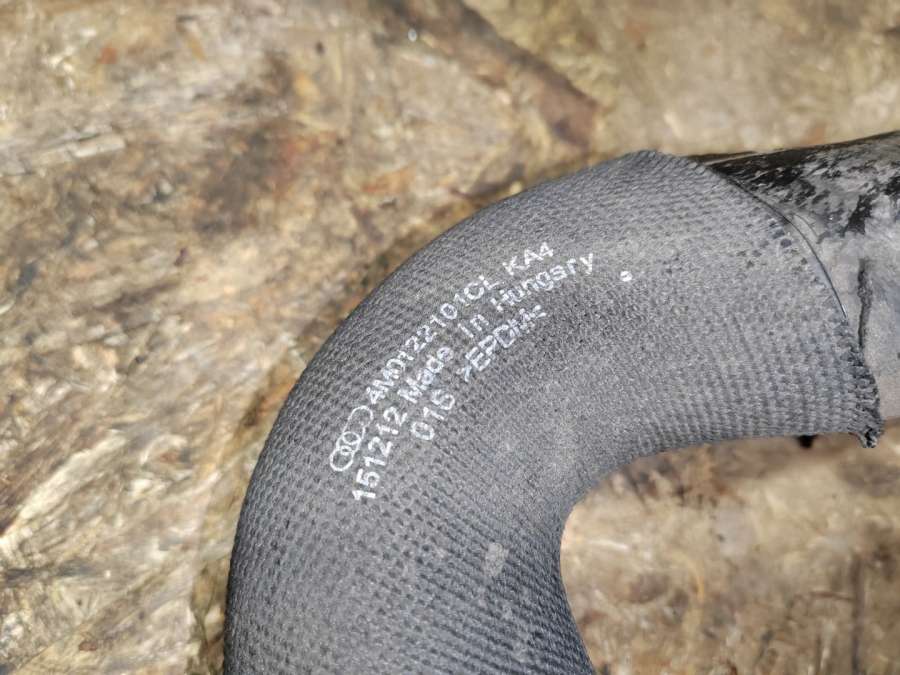 4M0122101CL KA4
151212 Made In Hungary
016 >EPDM<